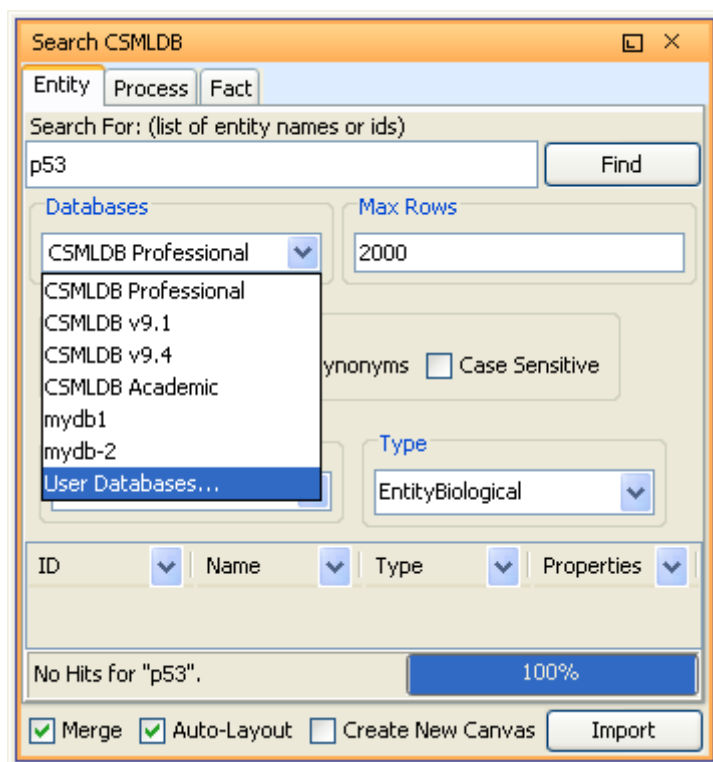 Search CSMLDB
Entity Process Fact
Search For: (list of entity names or ids)
p53 Find
Databases Max Rows
CSMLDB Professional 2000
CSMLDB Professional
CSMLDB v9.1
CSMLDB v9.4
ynonyms Case Sensitive
CSMLDB Academic
mydb1
mydb-2
Type
User Databases...
EntityBiological
ID Name Type Properties
No Hits for "p53". 100%
Merge Auto-Layout Create New Canvas Import